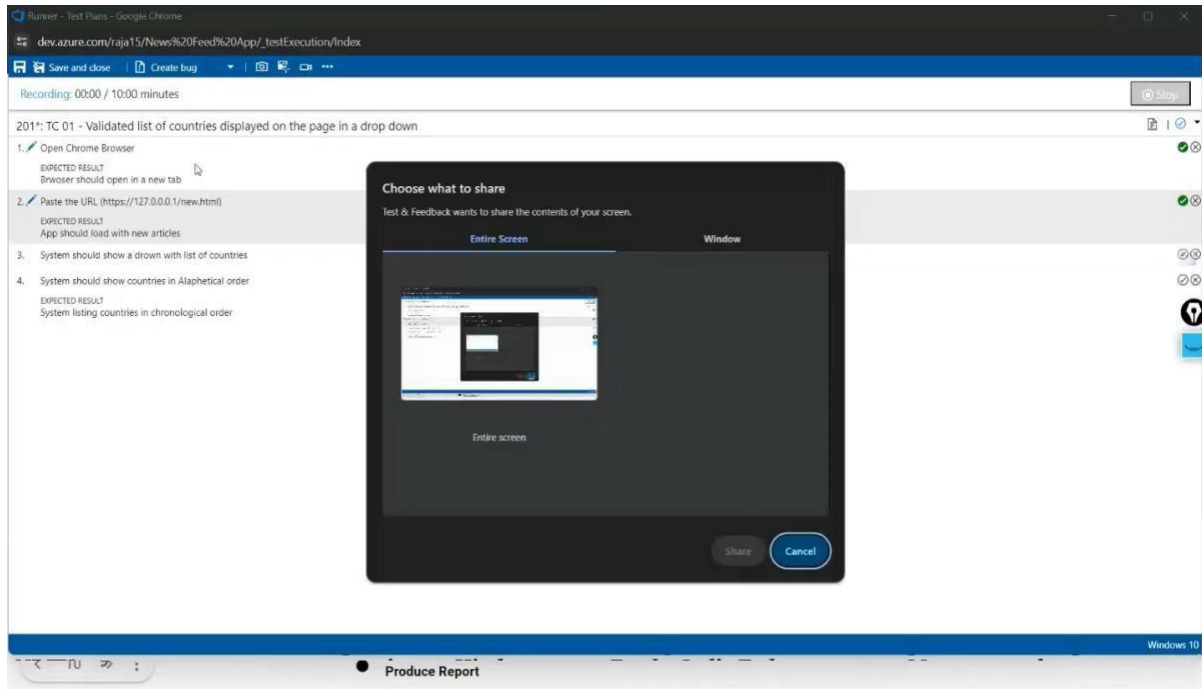 Runner - Test Plans - Google Chrome
dev.azure.com/raja15/News%20Feed%20App/_testExecution/Index
Save and close Create bug
Recording: 00:00 / 10:00 minutes
Stop
201*: TC 01 - Validated list of countries displayed on the page in a drop down
1. Open Chrome Browser
EXPECTED RESULT
Brwoser should open in a new tab
2. Paste the URL (https://127.0.0.0.1/new.html)
EXPECTED RESULT
App should load with new articles
3. System should show a drown with list of countries
4. System should show countries in Alaphetical order
EXPECTED RESULT
System listing countries in chronological order
Choose what to share
Test & Feedback wants to share the contents of your screen.
Entire Screen Window
Entire screen
Share Cancel
Windows 10
Produce Report